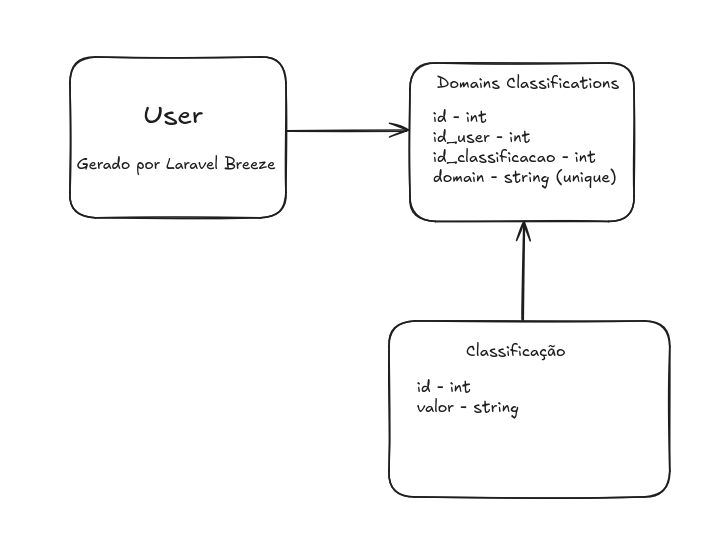 User
Gerado por Laravel Breeze
Domains Classifications
id - int
id_user - int
id_classificacao - int
domain - string (unique)
Classificação
id - int
valor - string